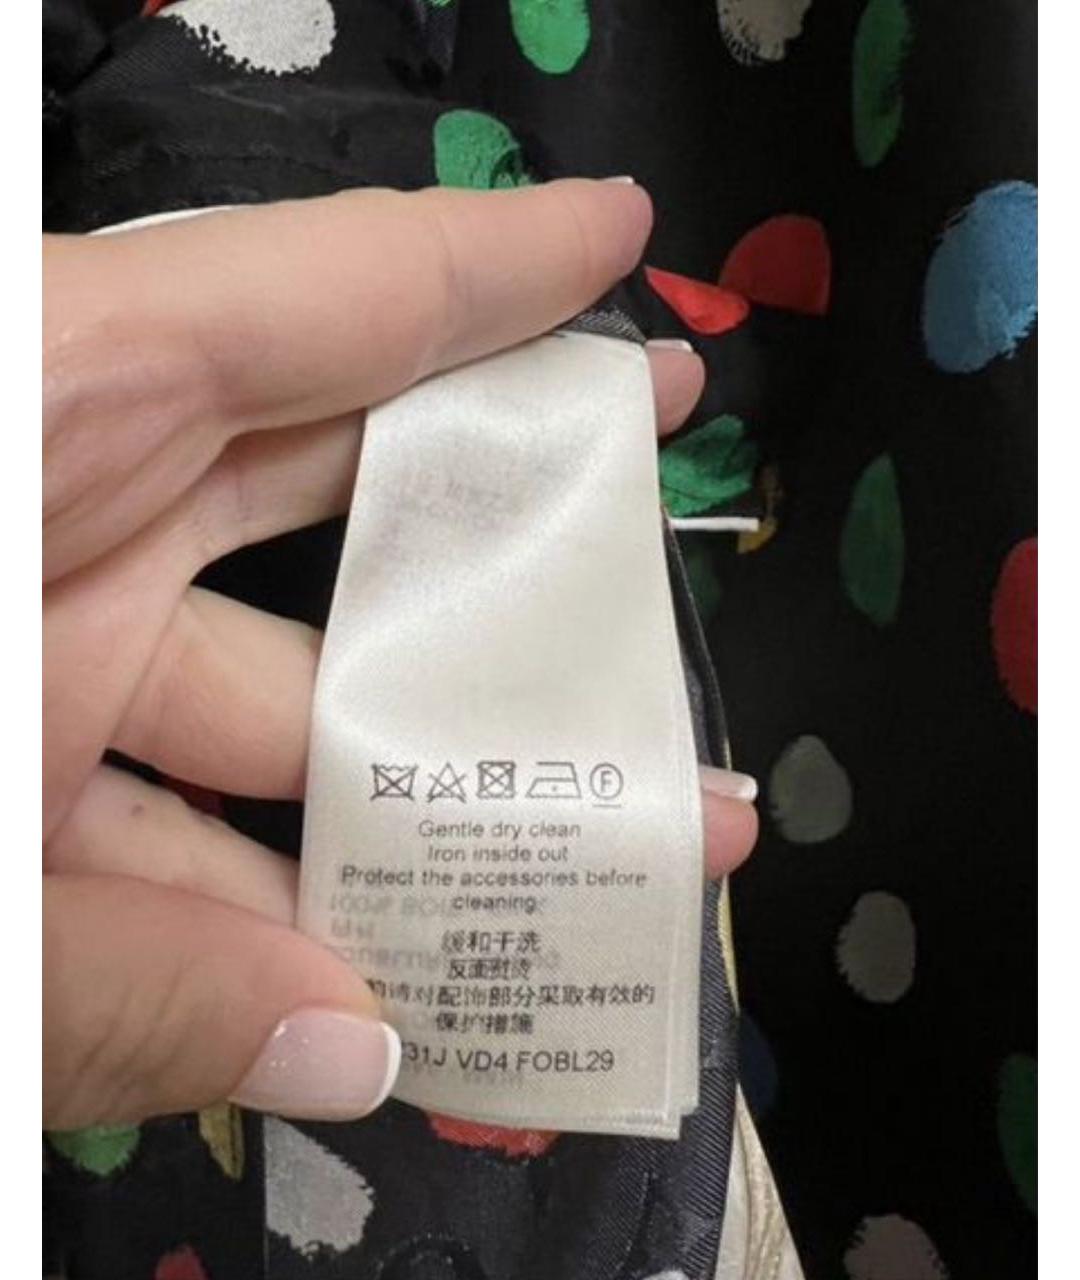 F
Gentle dry clean
Iron inside out
Protect the accessories before
cleaning
缓和干洗
反面熨烫
请对配饰部分采取有效的
保护措施
31J VD4 FOBL29